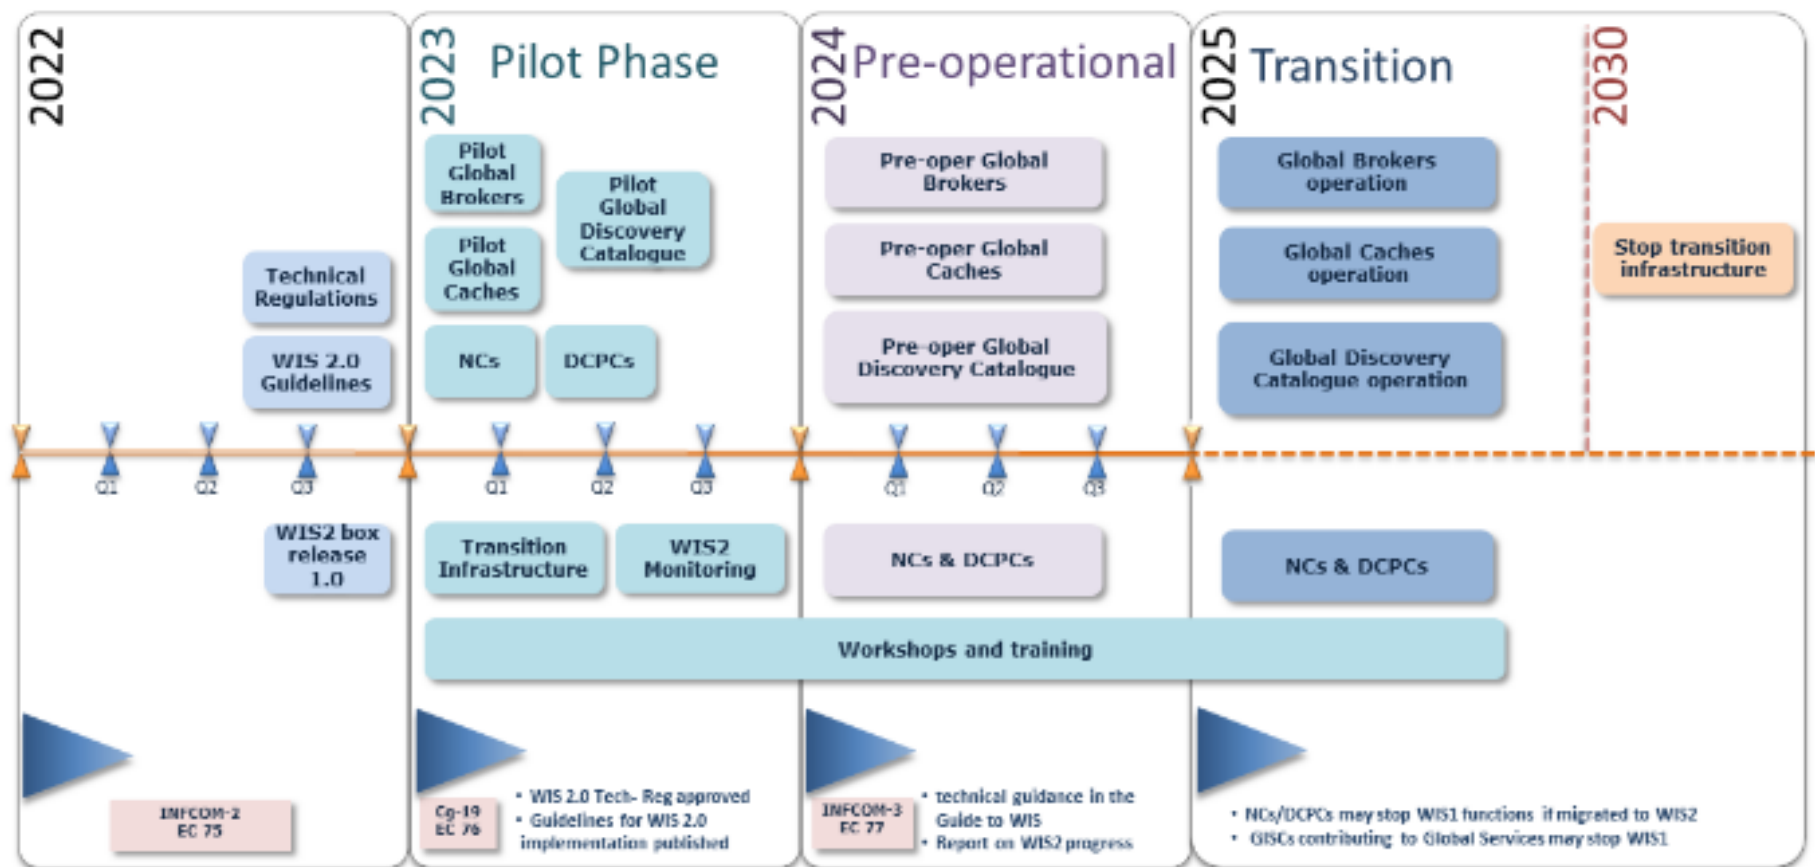 2022
2023
Pilot Phase
2024
Pre-operational
2025
Transition
2030
Technical
Regulations
WIS 2.0
Guidelines
Pilot
Global
Brokers
Pilot
Global
Discovery
Catalogue
Pilot
Global
Caches
NCs
DCPCs
Pre-oper Global
Brokers
Pre-oper Global
Caches
Pre-oper Global
Discovery Catalogue
Global Brokers
operation
Global Caches
operation
Global Discovery
Catalogue operation
Stop transition
infrastructure
Q1
Q2
Q3
Q1
Q2
Q3
Q1
Q2
Q3
WIS2 box
release
1.0
Transition
Infrastructure
WIS2
Monitoring
NCs & DCPCs
NCs & DCPCs
Workshops and training
INFCOM-2
EC 75
Cg-19
EC 76
• WIS 2.0 Tech- Reg approved
• Guidelines for WIS 2.0
implementation published
INFCOM-3
EC 77
• technical guidance in the
Guide to WIS
• Report on WIS2 progress
• NCs/DCPCs may stop WIS1 functions if migrated to WIS2
• GISCs contributing to Global Services may stop WIS1